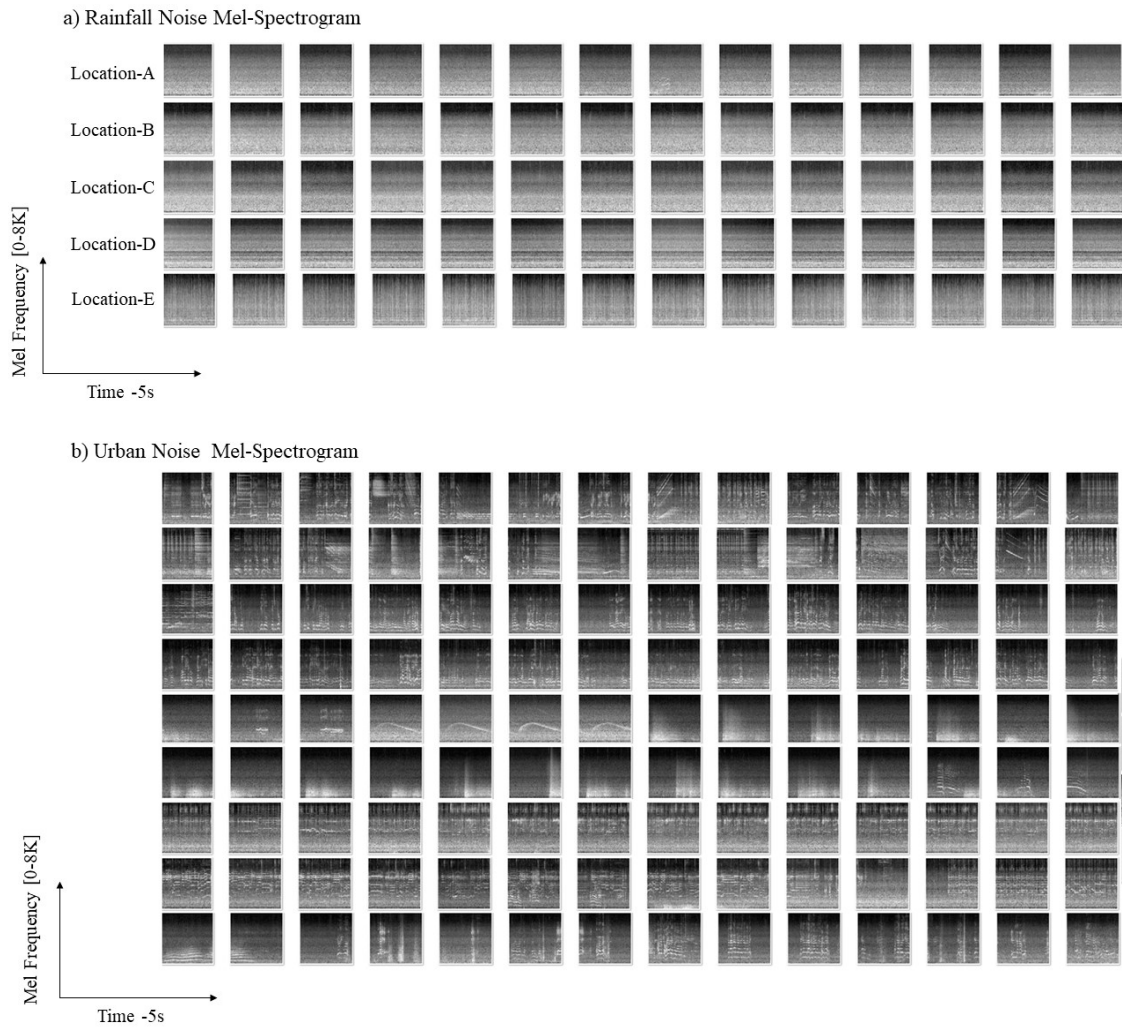 a) Rainfall Noise Mel-Spectrogram
Location-A
Location-B
Location-C
Location-D
Location-E
Mel Frequency [0-8K]
Time -5s
b) Urban Noise Mel-Spectrogram
Mel Frequency [0-8K]
Time -5s